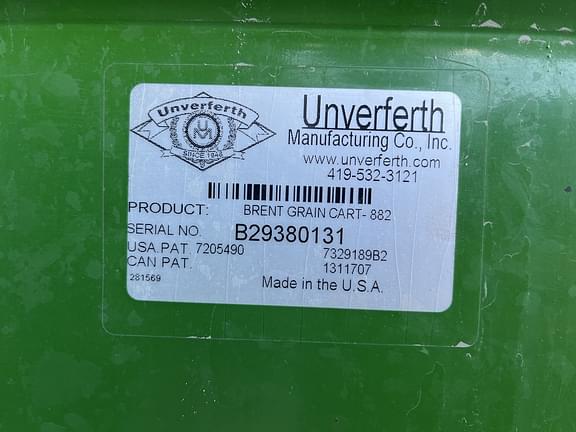 Unverferth
UM
SINCE 1948
Unverferth
Manufacturing Co., Inc.
www.unverferth.com
419-532-3121
PRODUCT: BRENT GRAIN CART- 882
SERIAL NO. B29380131
USA.PAT. 7205490 7329189B2
CAN PAT. 1311707
281569 Made in the U.S.A.